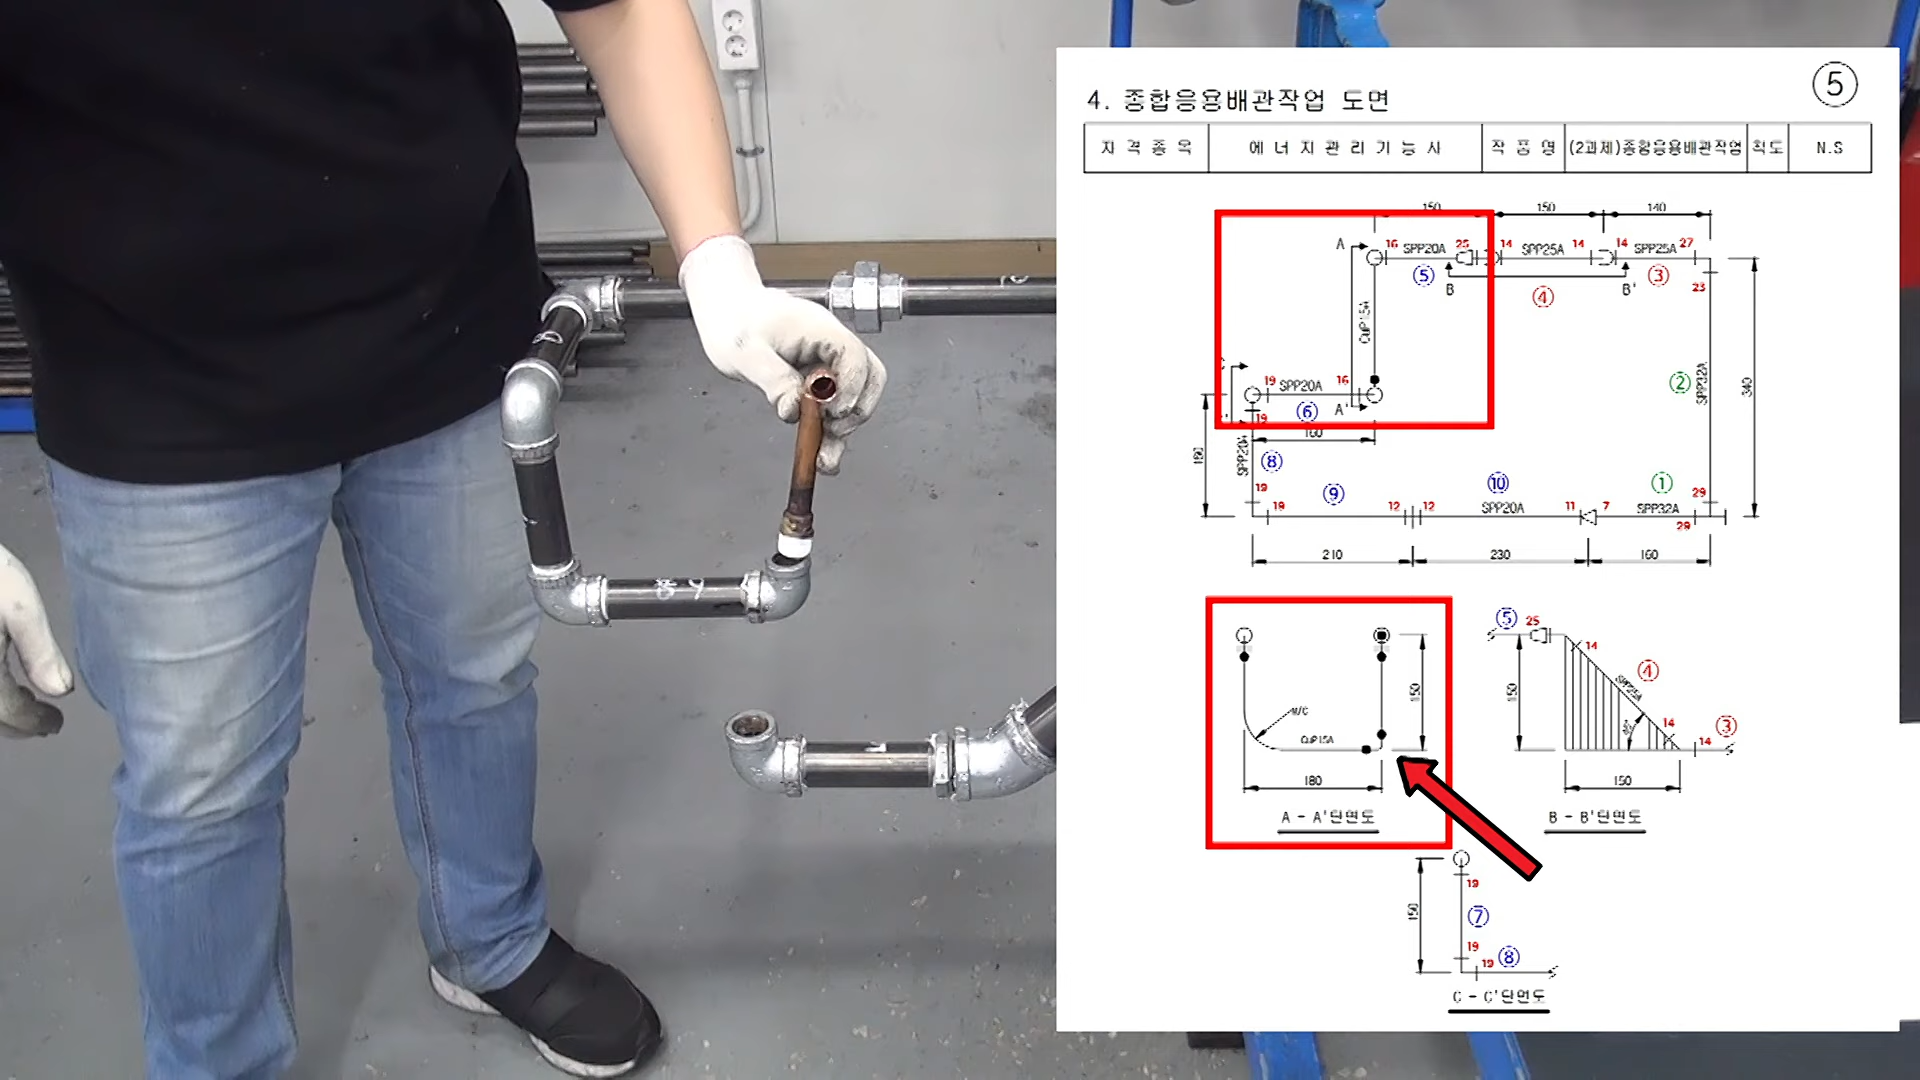 5
4. 종합응용배관작업 도면
자 격 종 목 에 너 지 관 리 기 능 사 작 품 명 (2과제)종합응용배관작업 척도 N.S
150 150 140
A 16 SPP20A 25 14 SPP25A 14 14 SPP25A 27
⑤ B ④ B' ③ 23
CuP15A
② SPP32A 340
19 SPP20A 16
⑥ A'
19
160
160 SPP20A ⑧
19 ⑨ ⑩ ① 29
19 12 12 SPP20A 11 7 SPP32A 29
210 230 160
⑤ 25
14
④
SPP25A
150 150
R/C
CuP15A
45°
14 ③
14
180 150
A - A'단면도 B - B'단면도
19
150 ⑦
19
19 ⑧
C - C'단면도